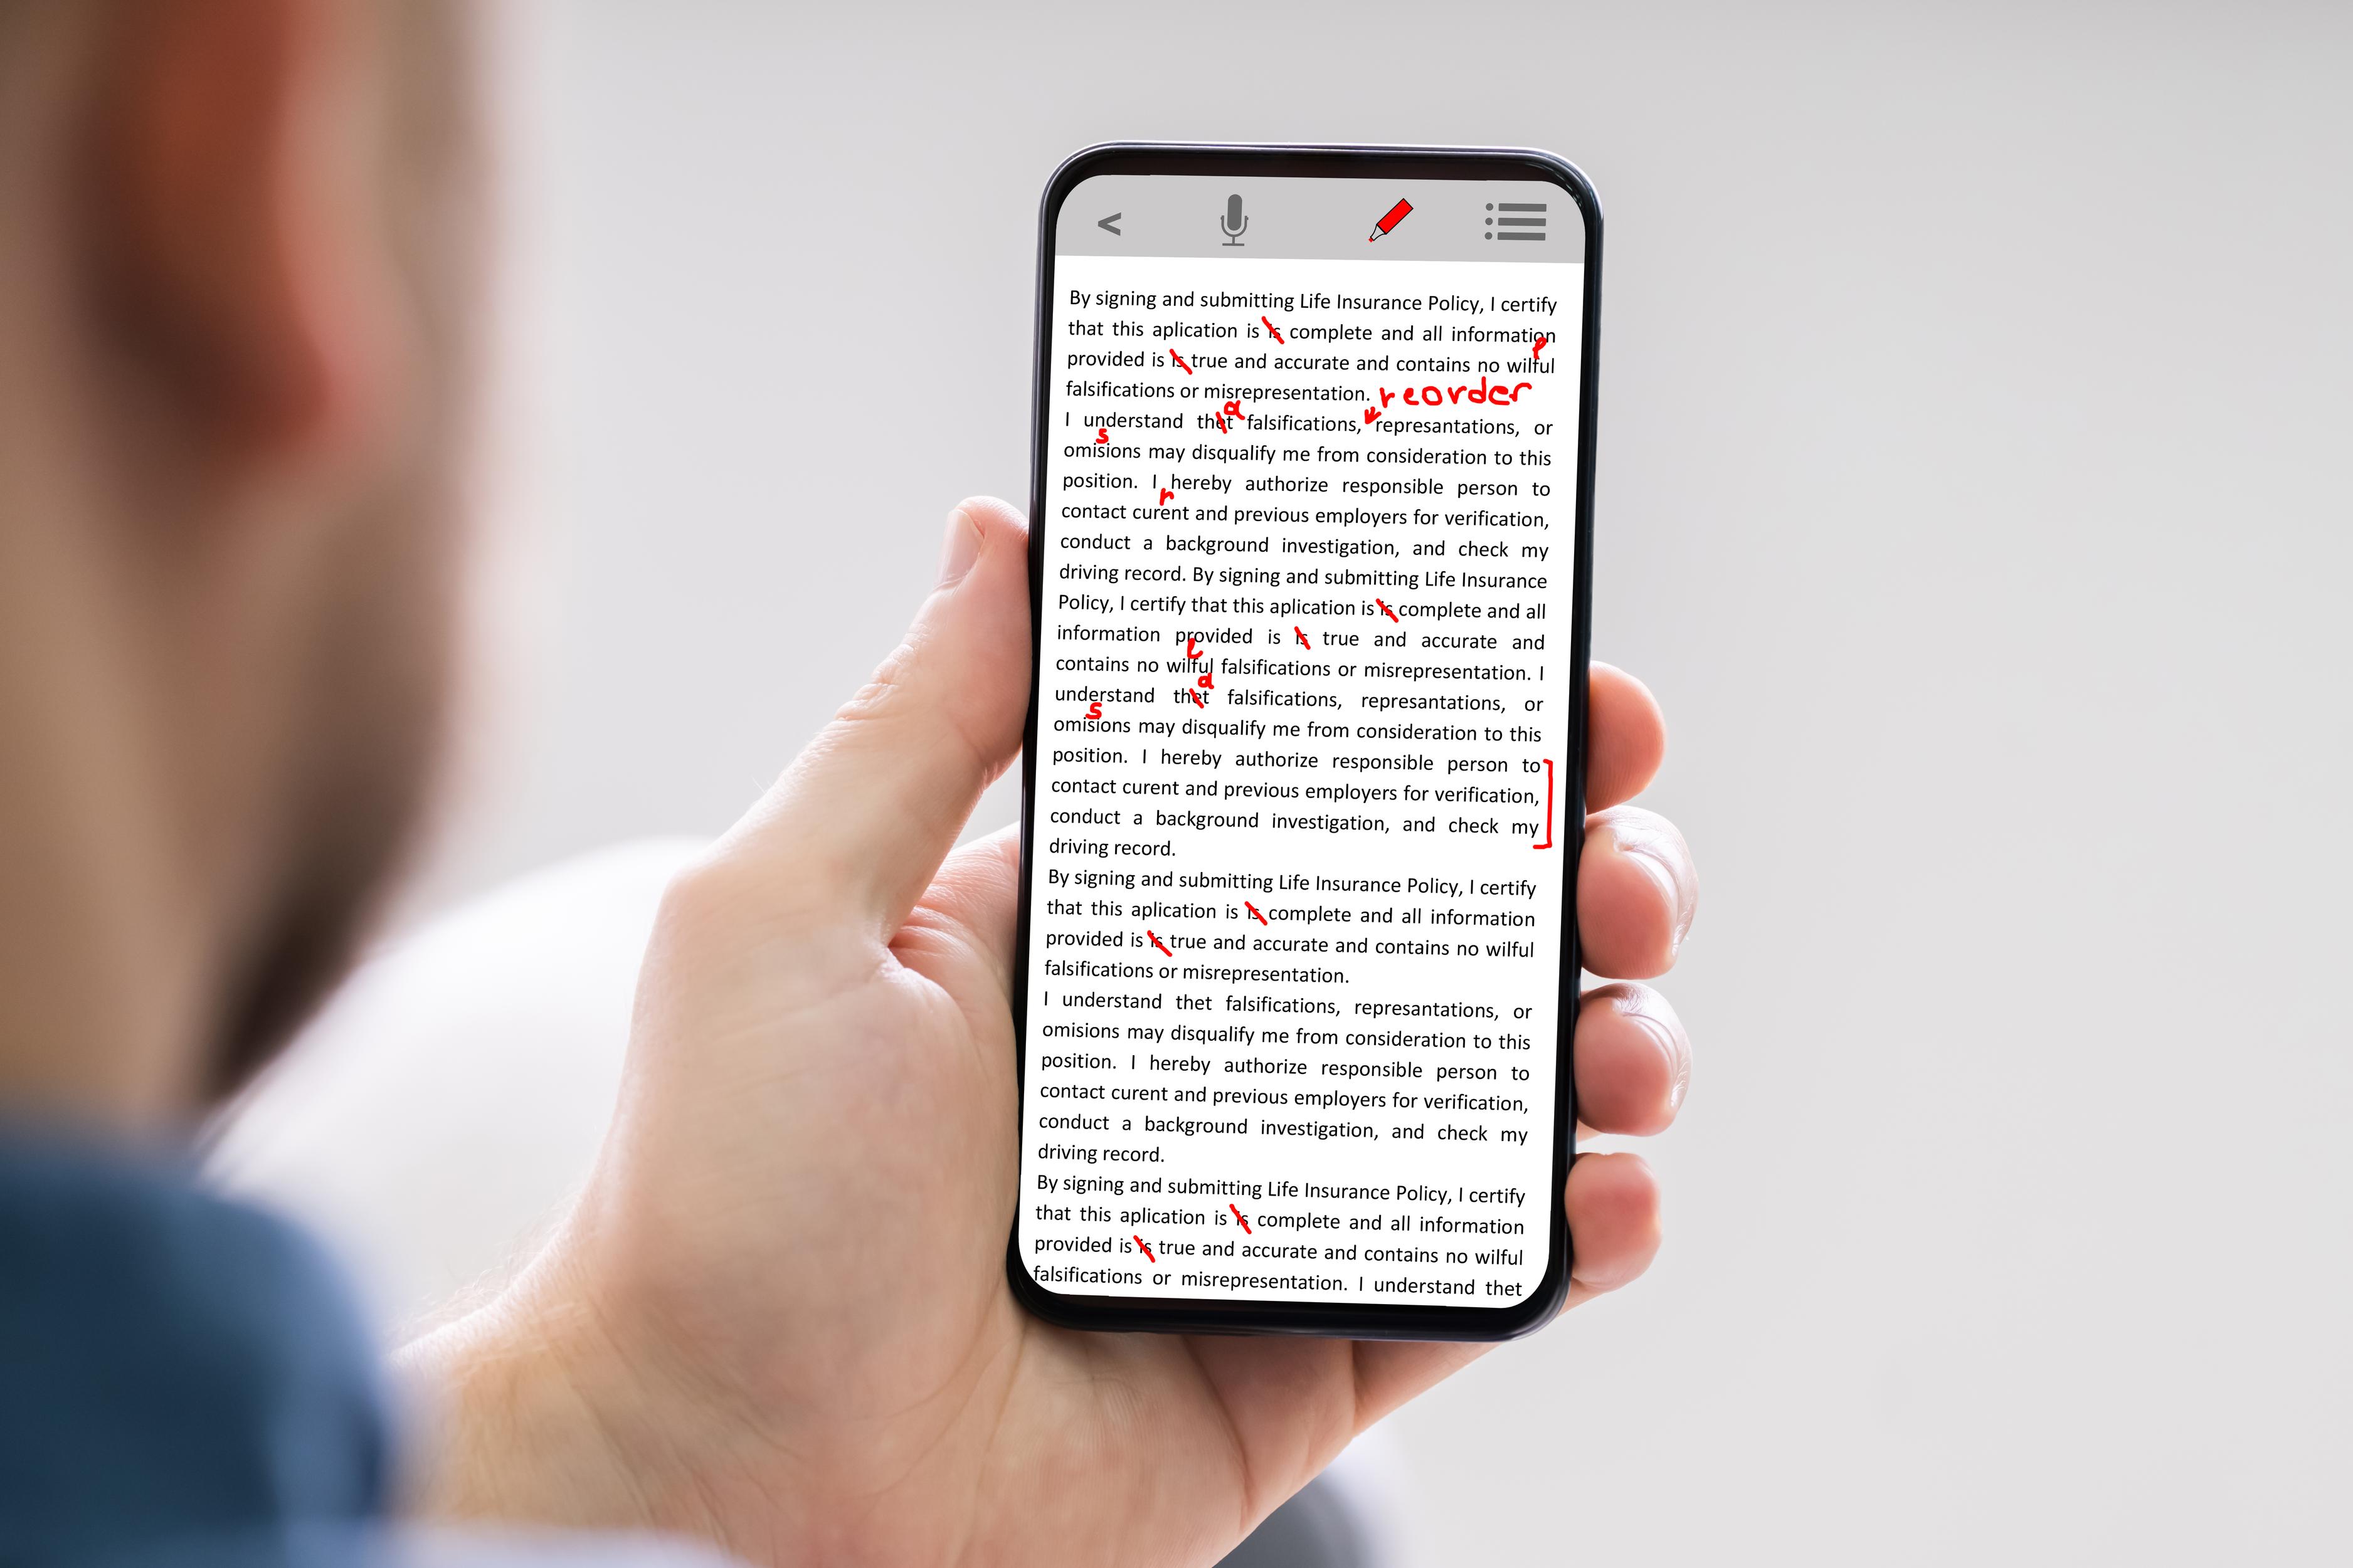 By signing and submitting Life Insurance Policy, I certify
that this aplication is is complete and all information
l
provided is is true and accurate and contains no wilful
falsifications or misrepresentation. reorder
a
I understand thet falsifications, represantations, or
s
omisions may disqualify me from consideration to this
position. I hereby authorize responsible person to
r
contact curent and previous employers for verification,
conduct a background investigation, and check my
driving record. By signing and submitting Life Insurance
Policy, I certify that this aplication is is complete and all
information provided is is true and accurate and
l
contains no wilful falsifications or misrepresentation. I
a
understand thet falsifications, represantations, or
s
omisions may disqualify me from consideration to this
position. I hereby authorize responsible person to
contact curent and previous employers for verification,
conduct a background investigation, and check my
driving record.
By signing and submitting Life Insurance Policy, I certify
that this aplication is is complete and all information
provided is is true and accurate and contains no wilful
falsifications or misrepresentation.
I understand thet falsifications, represantations, or
omisions may disqualify me from consideration to this
position. I hereby authorize responsible person to
contact curent and previous employers for verification,
conduct a background investigation, and check my
driving record.
By signing and submitting Life Insurance Policy, I certify
that this aplication is is complete and all information
provided is is true and accurate and contains no wilful
falsifications or misrepresentation. I understand thet